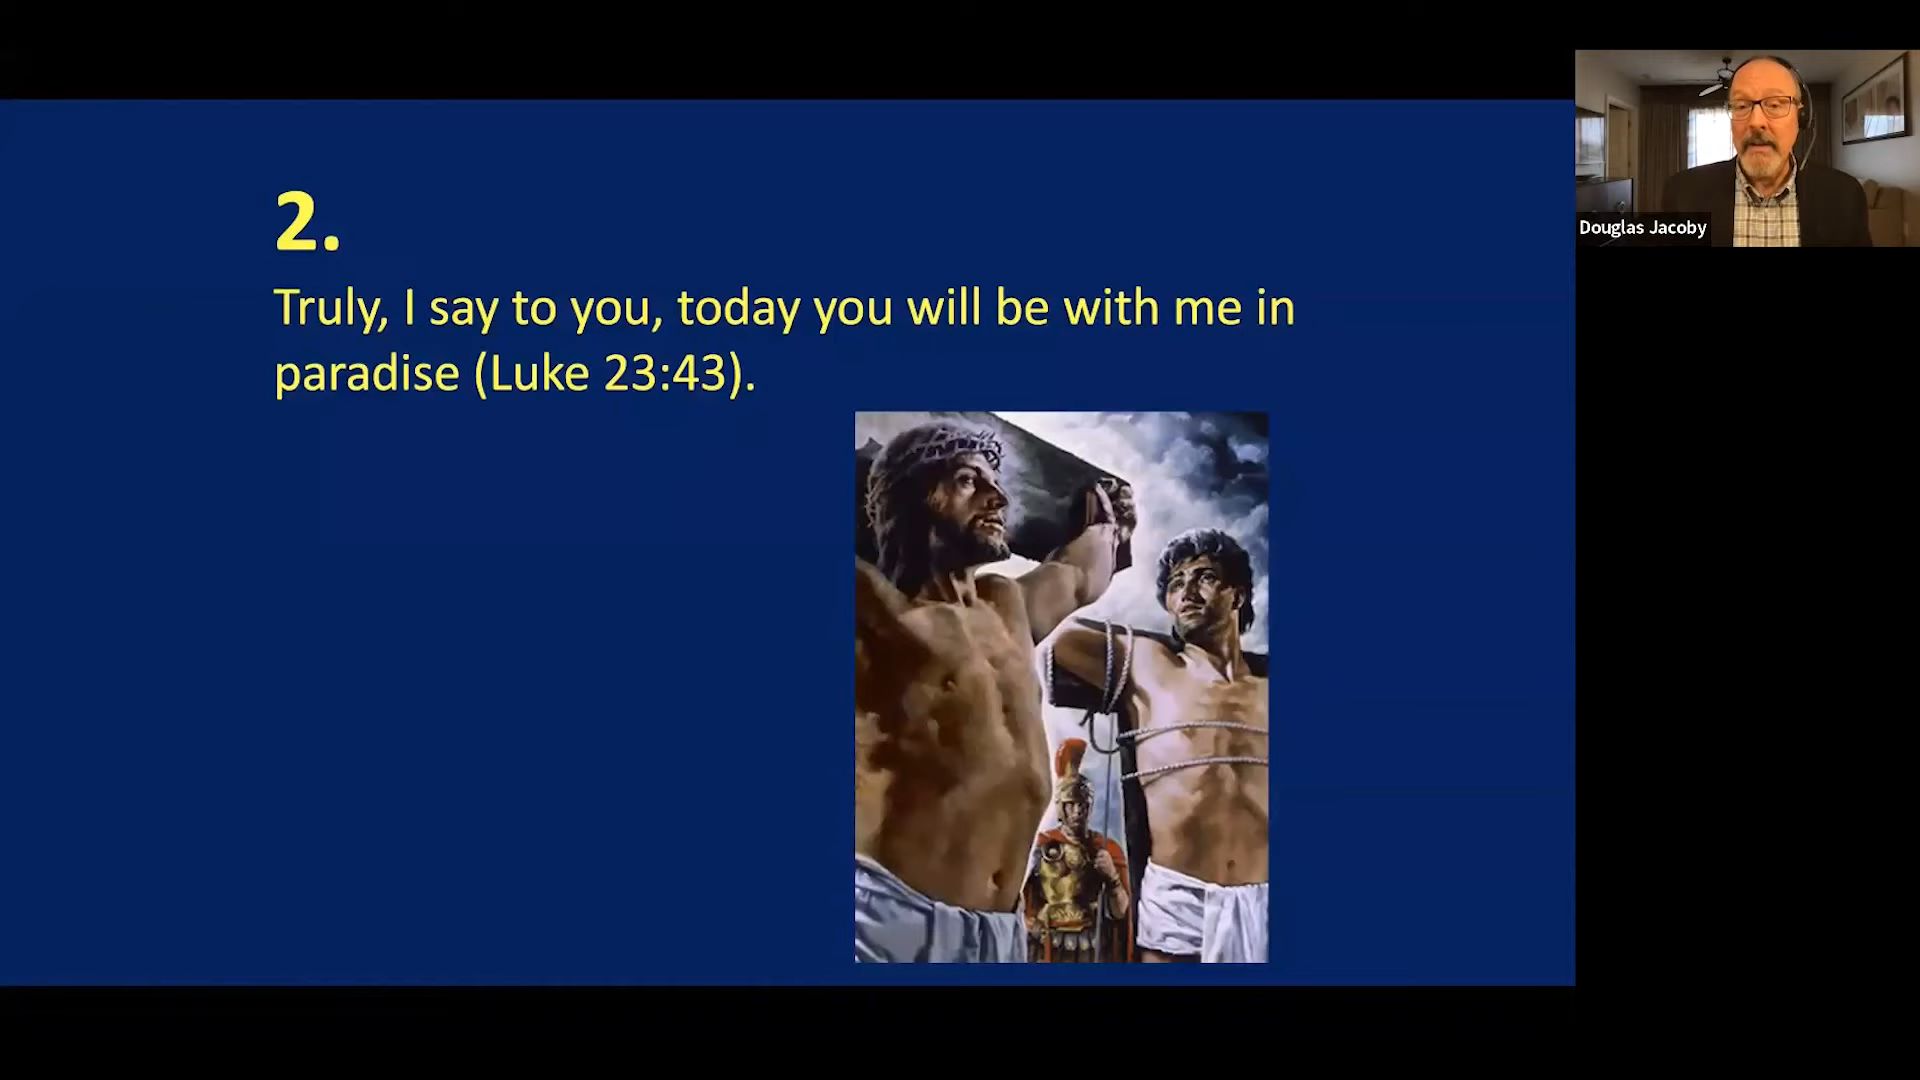 2.
Truly, I say to you, today you will be with me in
paradise (Luke 23:43).
Douglas Jacoby